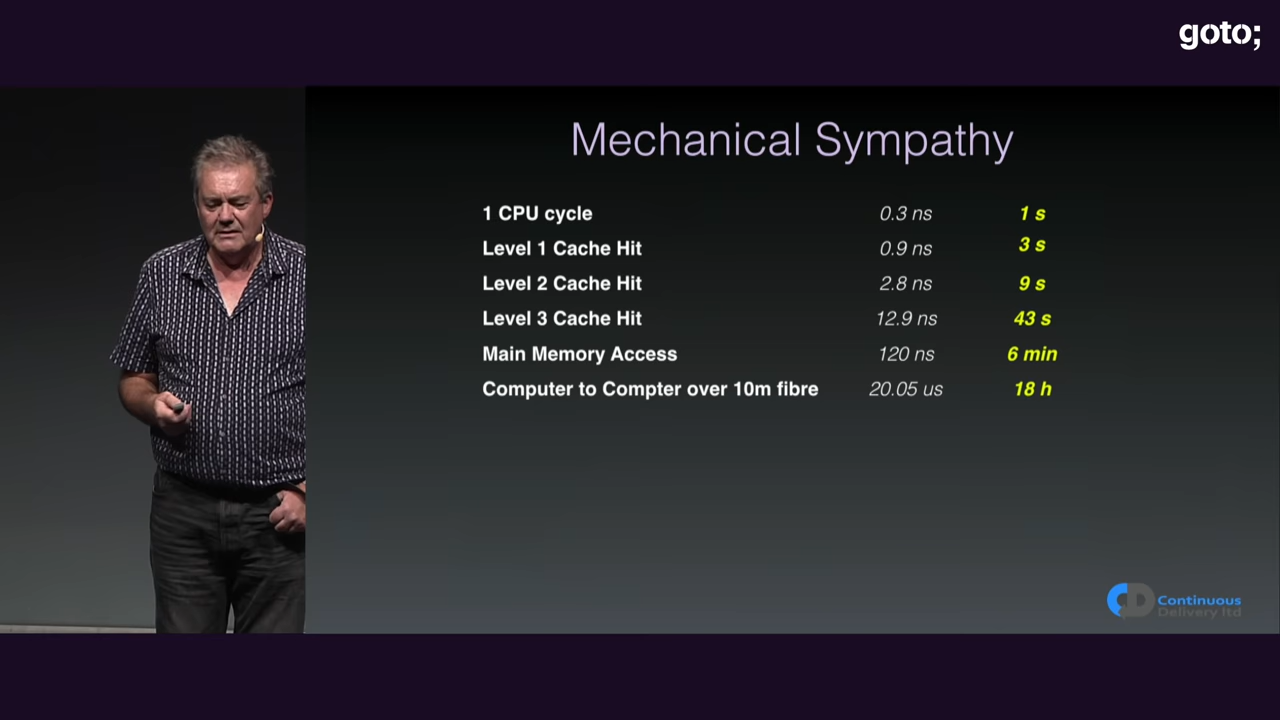 goto;
Mechanical Sympathy
1 CPU cycle 0.3 ns 1 s
Level 1 Cache Hit 0.9 ns 3 s
Level 2 Cache Hit 2.8 ns 9 s
Level 3 Cache Hit 12.9 ns 43 s
Main Memory Access 120 ns 6 min
Computer to Compter over 10m fibre 20.05 us 18 h
CD Continuous
Delivery ltd